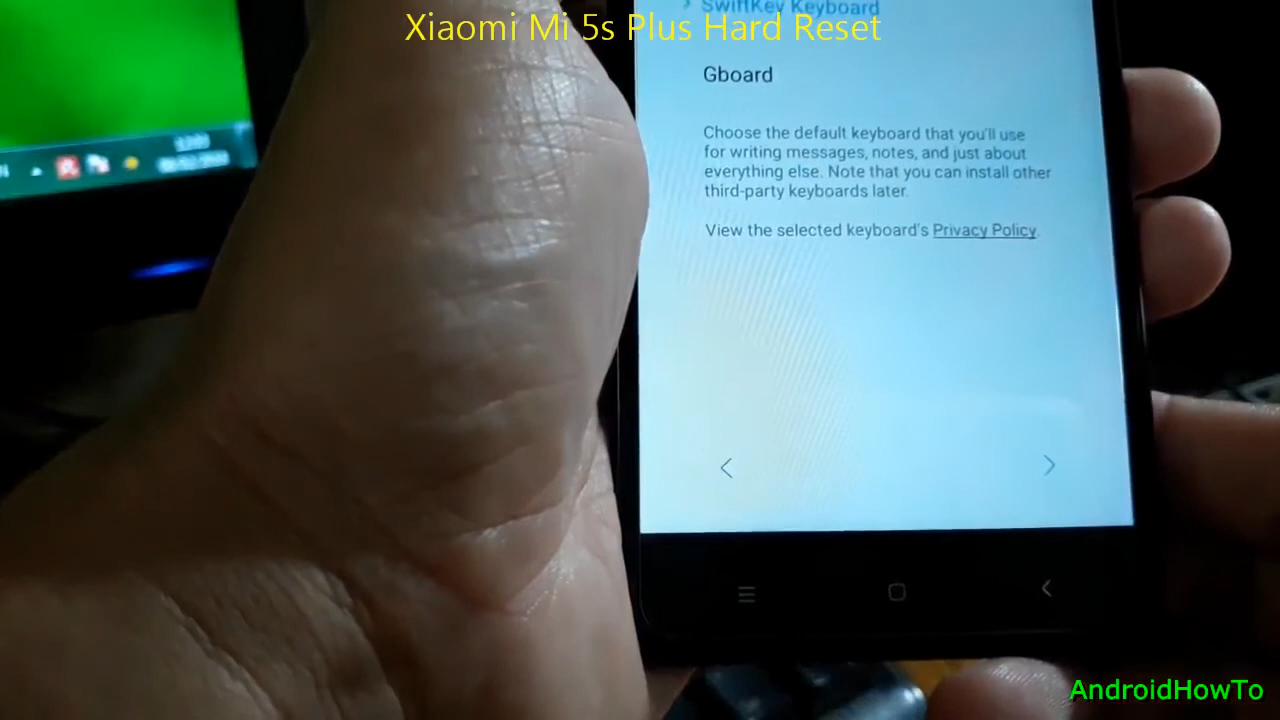 Xiaomi Mi 5s Plus Hard Reset
SwiftKey Keyboard
Gboard
Choose the default keyboard that you'll use
for writing messages, notes, and just about
everything else. Note that you can install other
third-party keyboards later.
View the selected keyboard's Privacy Policy.
AndroidHowTo